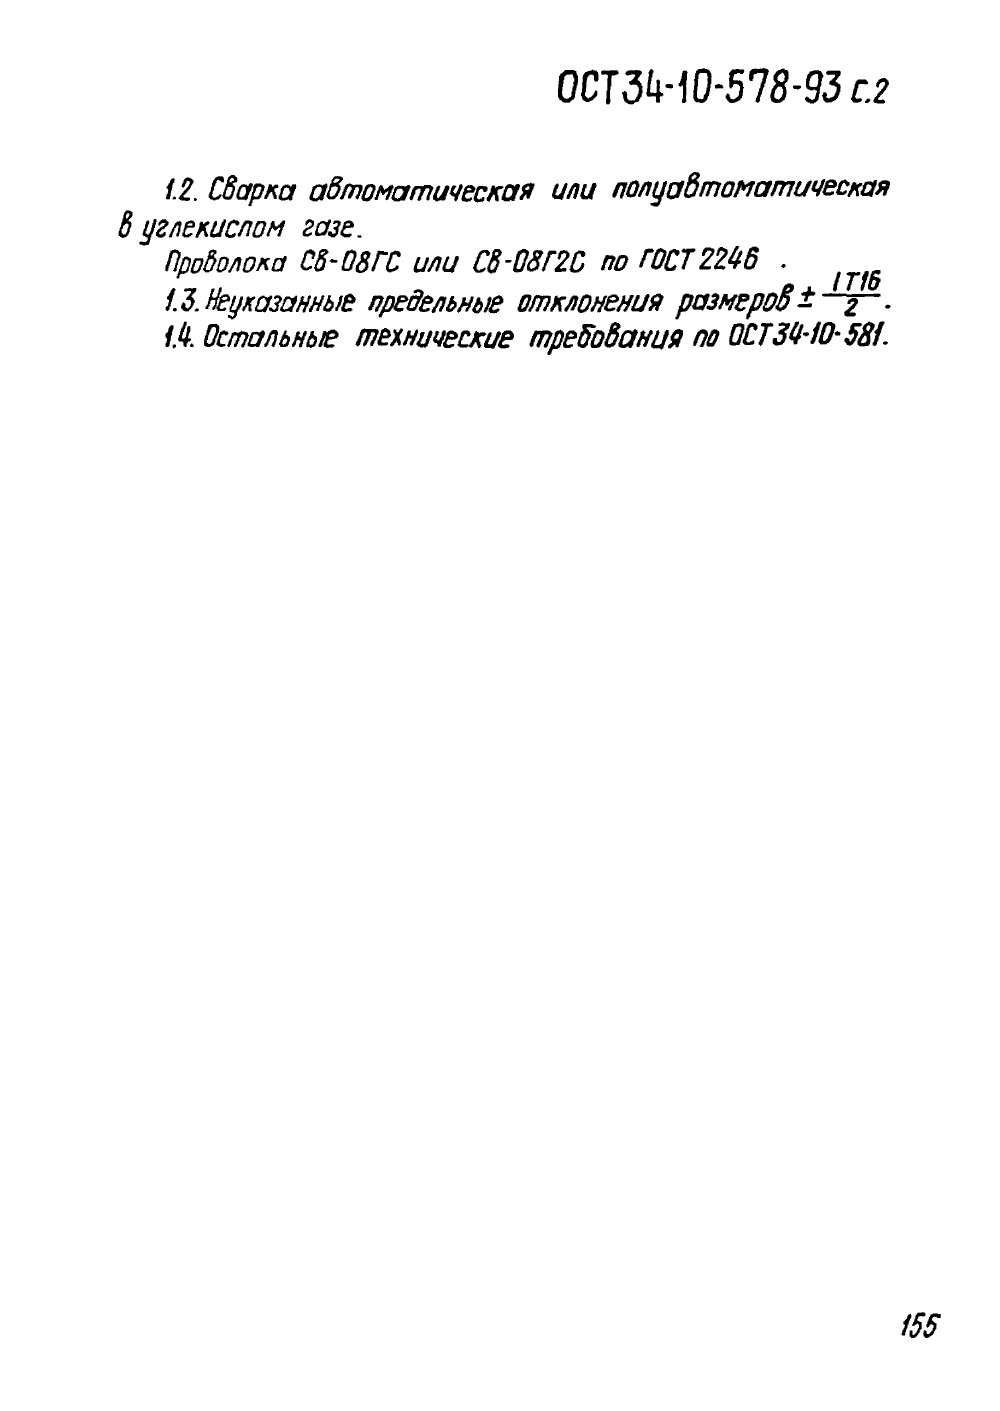 ОСТ 34-10-578-93 с.2
1.2. Сварка автоматическая или полуавтоматическая
в углекислом газе.
Проволока СВ-08ГС или СВ-08Г2С по ГОСТ 2246 .
1.3. Неуказанные предельные отклонения размеров ± IT16/2 .
1.4. Остальные технические требования по ОСТ 34-10-581.
155